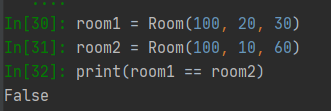 In[30]: room1 = Room(100, 20, 30)
In[31]: room2 = Room(100, 10, 60)
In[32]: print(room1 == room2)
False